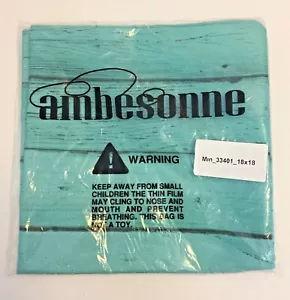 ambesonne
WARNING
Mm_33401_18x18
KEEP AWAY FROM SMALL
CHILDREN THE THIN FILM
MAY CLING TO NOSE AND
MOUTH AND PREVENT
BREATHING. THIS BAG IS
NOT A TOY.